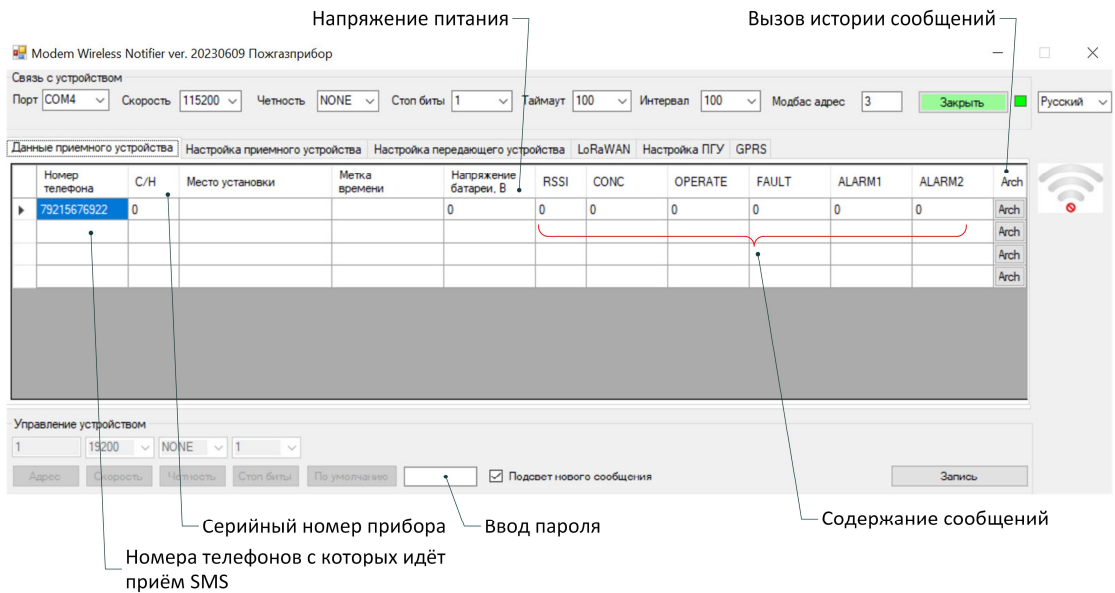 Напряжение питания
Вызов истории сообщений
Modem Wireless Notifier ver. 20230609 Пожгазприбор
Связь с устройством
Порт COM4 Скорость 115200 Четность NONE Стоп биты 1 Таймаут 100 Интервал 100 Модбас адрес 3 Закрыть Русский
Данные приемного устройства Настройка приемного устройства Настройка передающего устройства LoRaWAN Настройка ПГУ GPRS
Номер телефона С/Н Место установки Метка времени Напряжение батареи, В RSSI CONC OPERATE FAULT ALARM1 ALARM2 Arch
79215676922 0 0 0 0 0 0 0 0 Arch
Arch
Arch
Arch
Управление устройством
1 19200 NONE 1
Адрес Скорость Четность Стоп биты По умолчанию Подсвет нового сообщения Запись
Серийный номер прибора
Ввод пароля
Содержание сообщений
Номера телефонов с которых идёт
приём SMS